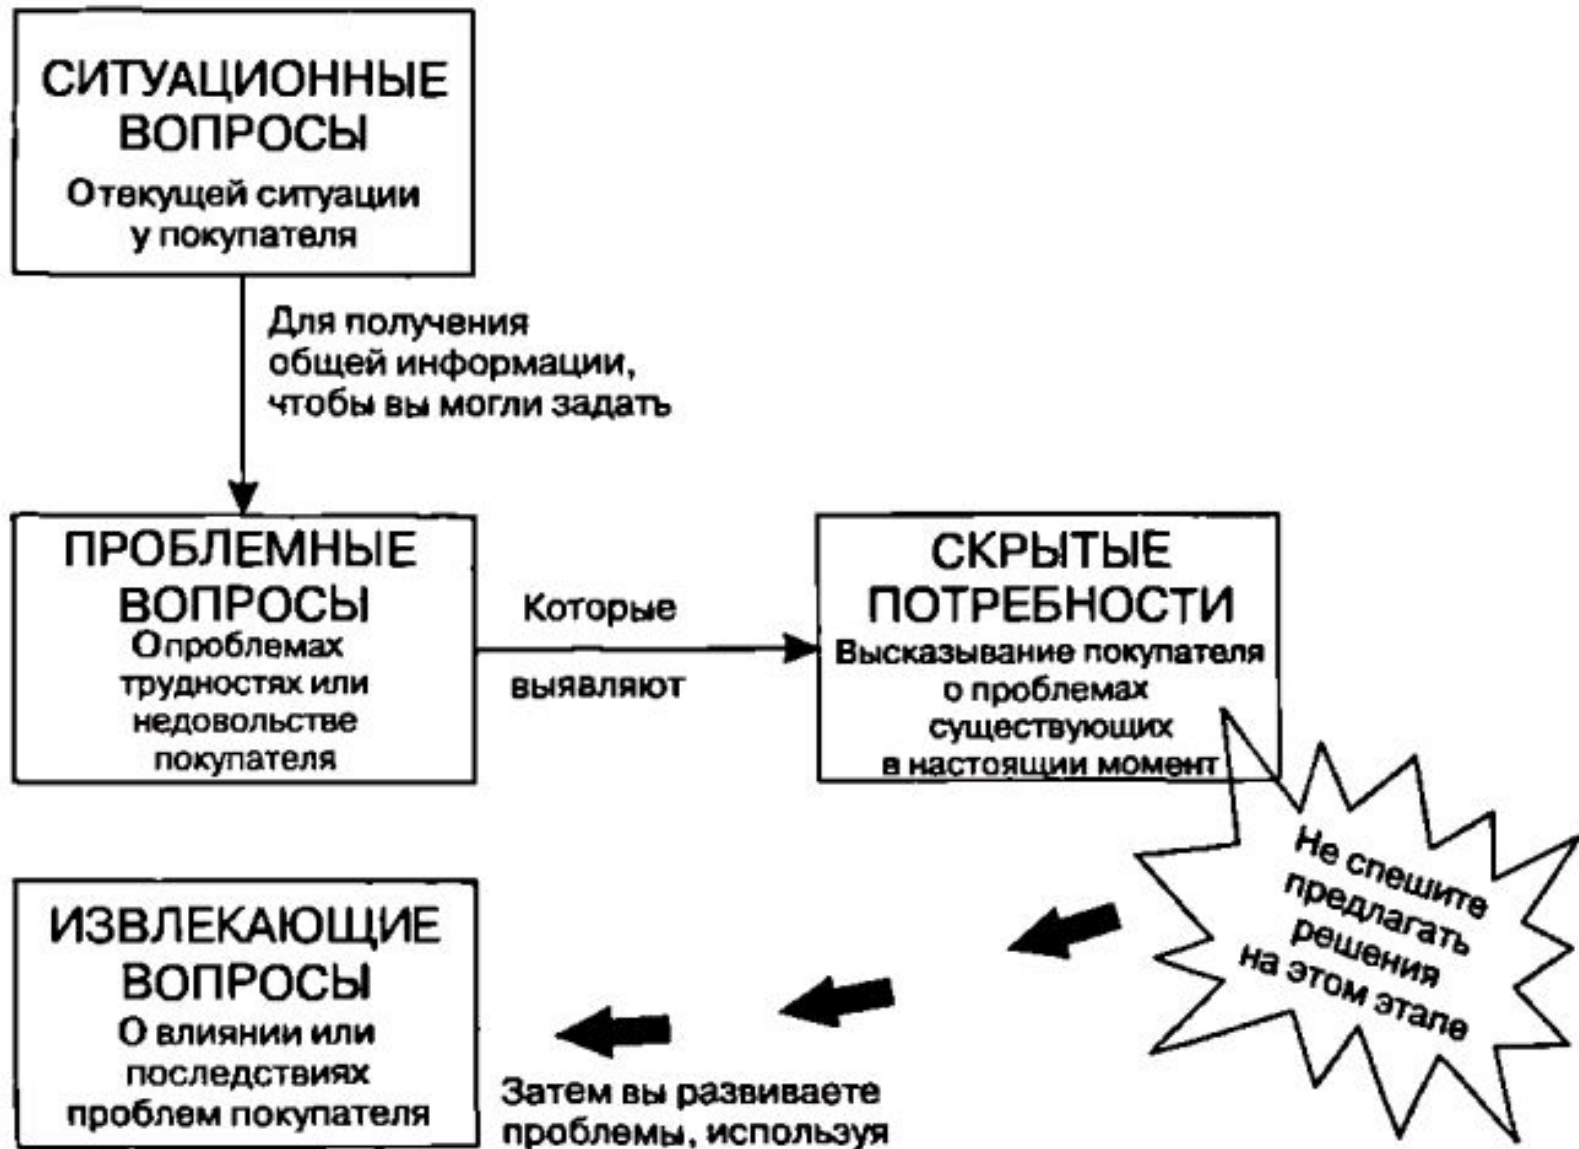 СИТУАЦИОННЫЕ
ВОПРОСЫ
О текущей ситуации
у покупателя
Для получения
общей информации,
чтобы вы могли задать
ПРОБЛЕМНЫЕ
ВОПРОСЫ
О проблемах
трудностях или
недовольстве
покупателя
Которые
выявляют
СКРЫТЫЕ
ПОТРЕБНОСТИ
Высказывание покупателя
о проблемах
существующих
в настоящии момент
Не спешите
предлагать
решения
на этом этапе
ИЗВЛЕКАЮЩИЕ
ВОПРОСЫ
О влиянии или
последствиях
проблем покупателя
Затем вы развиваете
проблемы, используя